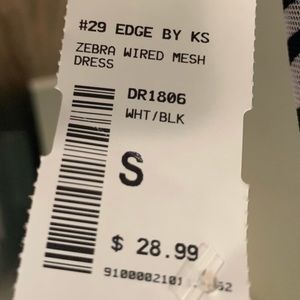 #29 EDGE BY KS
ZEBRA WIRED MESH
DRESS
DR1806
WHT/BLK
S
$ 28.99